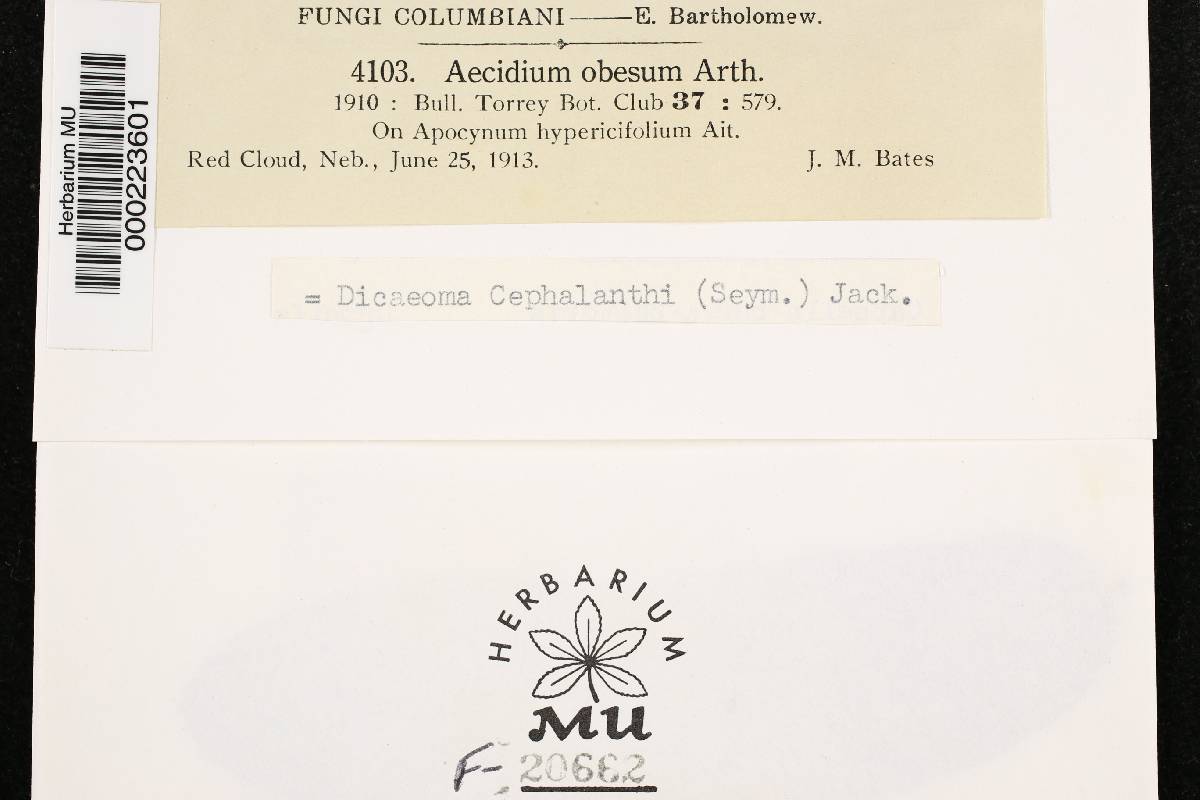 FUNGI COLUMBIANI——E. Bartholomew.
4103. Aecidium obesum Arth.
1910 : Bull. Torrey Bot. Club 37 : 579.
On Apocynum hypericifolium Ait.
Red Cloud, Neb., June 25, 1913. J. M. Bates
Herbarium MU
000223601
= Dicaeoma Cephalanthi (Seym.) Jack.
HERBARIUM
MU
F- 20662